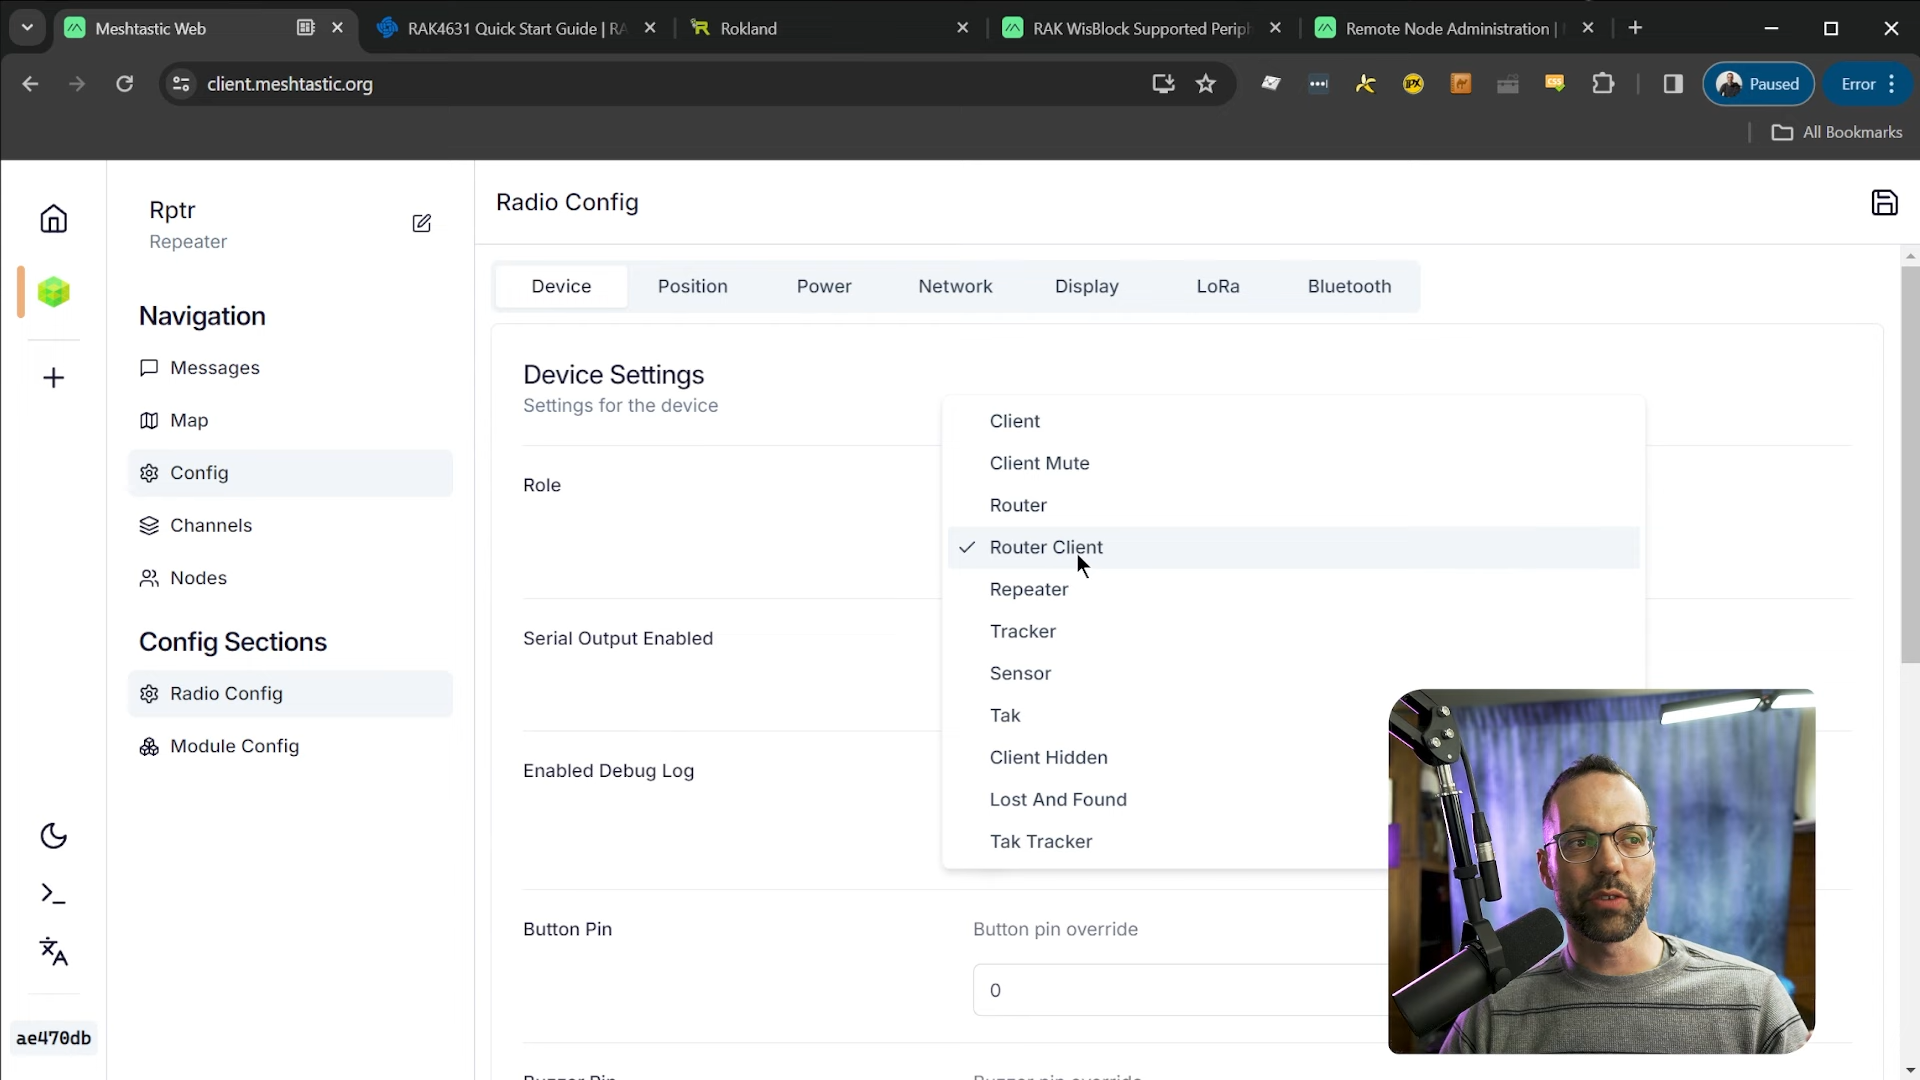 Meshtastic Web
RAK4631 Quick Start Guide | RA
Rokland
RAK WisBlock Supported Periph
Remote Node Administration |
client.meshtastic.org
Paused
Error
All Bookmarks
Rptr
Repeater
Navigation
Messages
Map
Config
Channels
Nodes
Config Sections
Radio Config
Module Config
ae470db
Radio Config
Device
Position
Power
Network
Display
LoRa
Bluetooth
Device Settings
Settings for the device
Role
Client
Client Mute
Router
Router Client
Repeater
Tracker
Sensor
Tak
Client Hidden
Lost And Found
Tak Tracker
Serial Output Enabled
Enabled Debug Log
Button Pin
Button pin override
0